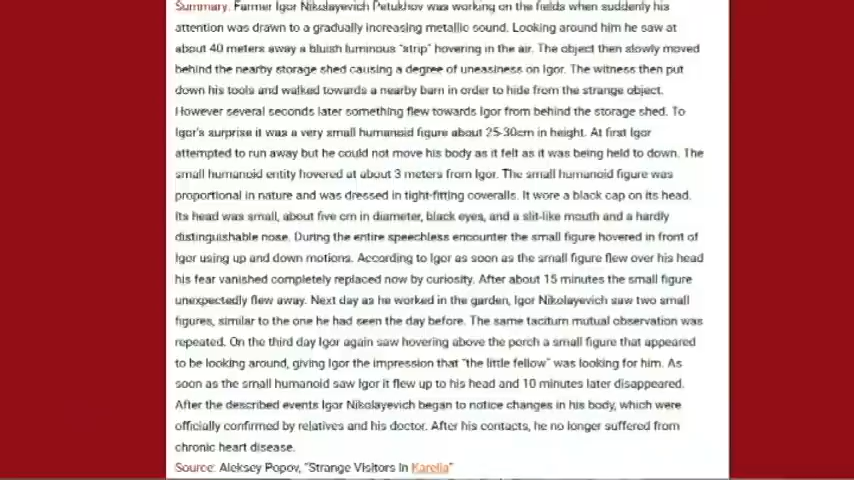 Summary: Farmer Igor Nikolayevich Petukhov was working on the fields when suddenly his
attention was drawn to a gradually increasing metallic sound. Looking around him he saw at
about 40 meters away a bluish luminous "strip" hovering in the air. The object then slowly moved
behind the nearby storage shed causing a degree of uneasiness on Igor. The witness then put
down his tools and walked towards a nearby barn in order to hide from the strange object.
However several seconds later something flew towards Igor from behind the storage shed. To
Igor's surprise it was a very small humanoid figure about 25-30cm in height. At first Igor
attempted to run away but he could not move his body as it felt as it was being held to down. The
small humanoid entity hovered at about 3 meters from Igor. The small humanoid figure was
proportional in nature and was dressed in tight-fitting coveralls. It wore a black cap on its head.
Its head was small, about five cm in diameter, black eyes, and a slit-like mouth and a hardly
distinguishable nose. During the entire speechless encounter the small figure hovered in front of
Igor using up and down motions. According to Igor as soon as the small figure flew over his head
his fear vanished completely replaced now by curiosity. After about 15 minutes the small figure
unexpectedly flew away. Next day as he worked in the garden, Igor Nikolayevich saw two small
figures, similar to the one he had seen the day before. The same taciturn mutual observation was
repeated. On the third day Igor again saw hovering above the porch a small figure that appeared
to be looking around, giving Igor the impression that "the little fellow" was looking for him. As
soon as the small humanoid saw Igor it flew up to his head and 10 minutes later disappeared.
After the described events Igor Nikolayevich began to notice changes in his body, which were
officially confirmed by relatives and his doctor. After his contacts, he no longer suffered from
chronic heart disease.
Source: Aleksey Popov, "Strange Visitors In Karelia"